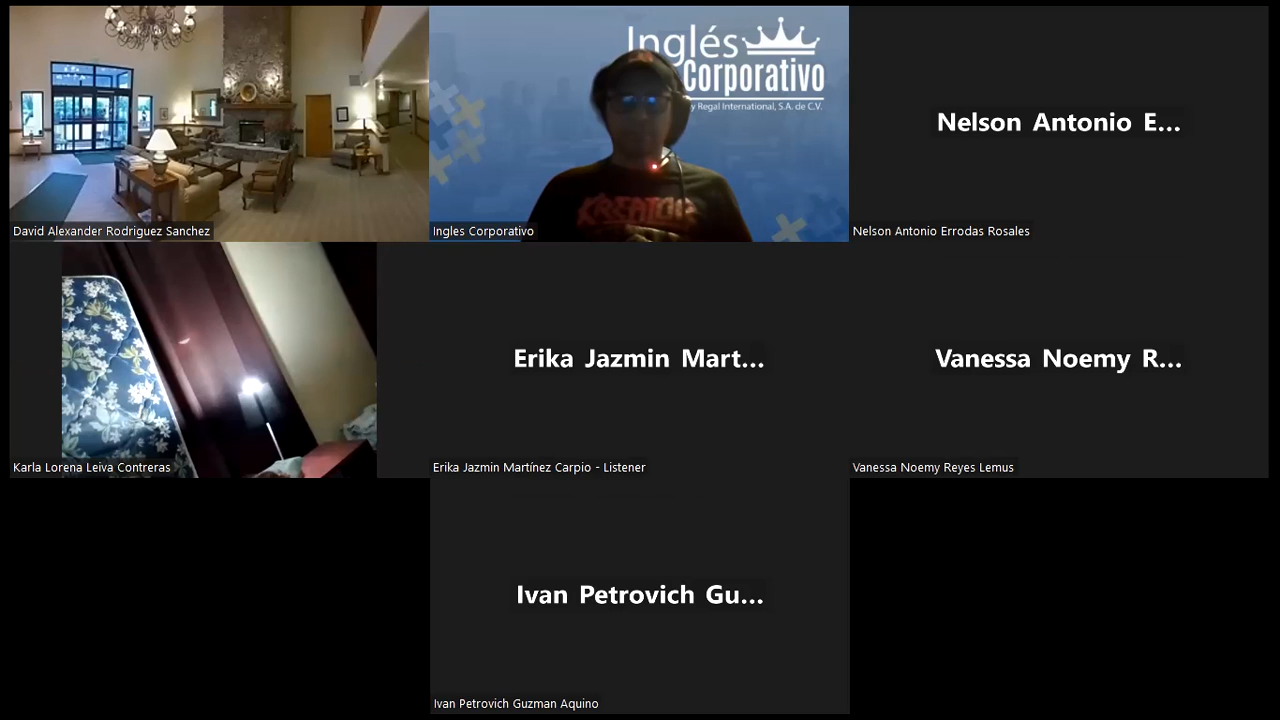 Inglés
Corporativo
y Regal International, S.A. de C.V.
KREATOR
Nelson Antonio E...
David Alexander Rodriguez Sanchez
Ingles Corporativo
Nelson Antonio Errodas Rosales
Erika Jazmin Mart...
Vanessa Noemy R...
Karla Lorena Leiva Contreras
Erika Jazmin Martínez Carpio - Listener
Vanessa Noemy Reyes Lemus
Ivan Petrovich Gu...
Ivan Petrovich Guzman Aquino